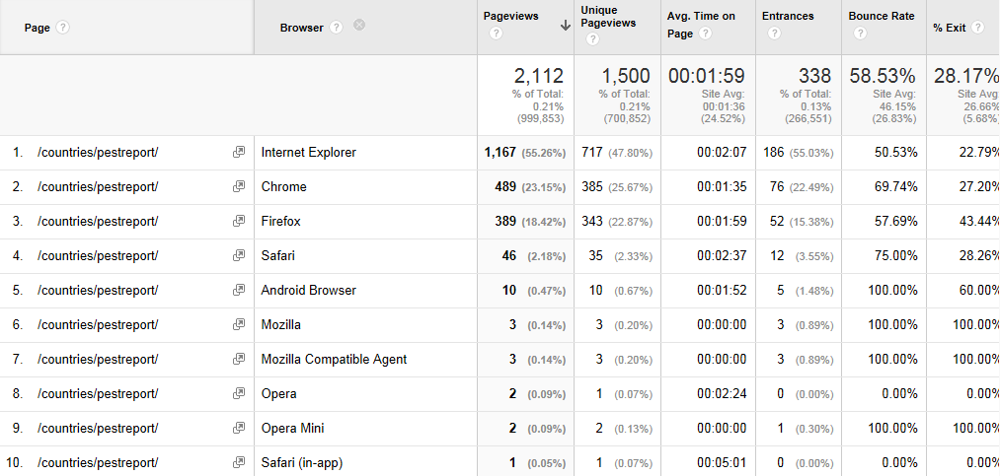 Page ? Browser ? Pageviews ? Unique Pageviews ? Avg. Time on Page ? Entrances ? Bounce Rate ? % Exit ?
2,112 1,500 00:01:59 338 58.53% 28.17%
% of Total: % of Total: Site Avg: % of Total: Site Avg: Site Avg
0.21% 0.21% 00:01:36 0.13% 46.15% 26.66%
(999,853) (700,852) (24.52%) (266,551) (26.83%) (5.68%
1. /countries/pestreport/ Internet Explorer 1,167 (55.26%) 717 (47.80%) 00:02:07 186 (55.03%) 50.53% 22.79%
2. /countries/pestreport/ Chrome 489 (23.15%) 385 (25.67%) 00:01:35 76 (22.49%) 69.74% 27.20%
3. /countries/pestreport/ Firefox 389 (18.42%) 343 (22.87%) 00:01:59 52 (15.38%) 57.69% 43.44%
4. /countries/pestreport/ Safari 46 (2.18%) 35 (2.33%) 00:02:37 12 (3.55%) 75.00% 28.26%
5. /countries/pestreport/ Android Browser 10 (0.47%) 10 (0.67%) 00:01:52 5 (1.48%) 100.00% 60.00%
6. /countries/pestreport/ Mozilla 3 (0.14%) 3 (0.20%) 00:00:00 3 (0.89%) 100.00% 100.00%
7. /countries/pestreport/ Mozilla Compatible Agent 3 (0.14%) 3 (0.20%) 00:00:00 3 (0.89%) 100.00% 100.00%
8. /countries/pestreport/ Opera 2 (0.09%) 1 (0.07%) 00:02:24 0 (0.00%) 0.00% 0.00%
9. /countries/pestreport/ Opera Mini 2 (0.09%) 2 (0.13%) 00:00:00 1 (0.30%) 100.00% 100.00%
10. /countries/pestreport/ Safari (in-app) 1 (0.05%) 1 (0.07%) 00:05:01 0 (0.00%) 0.00% 0.00%